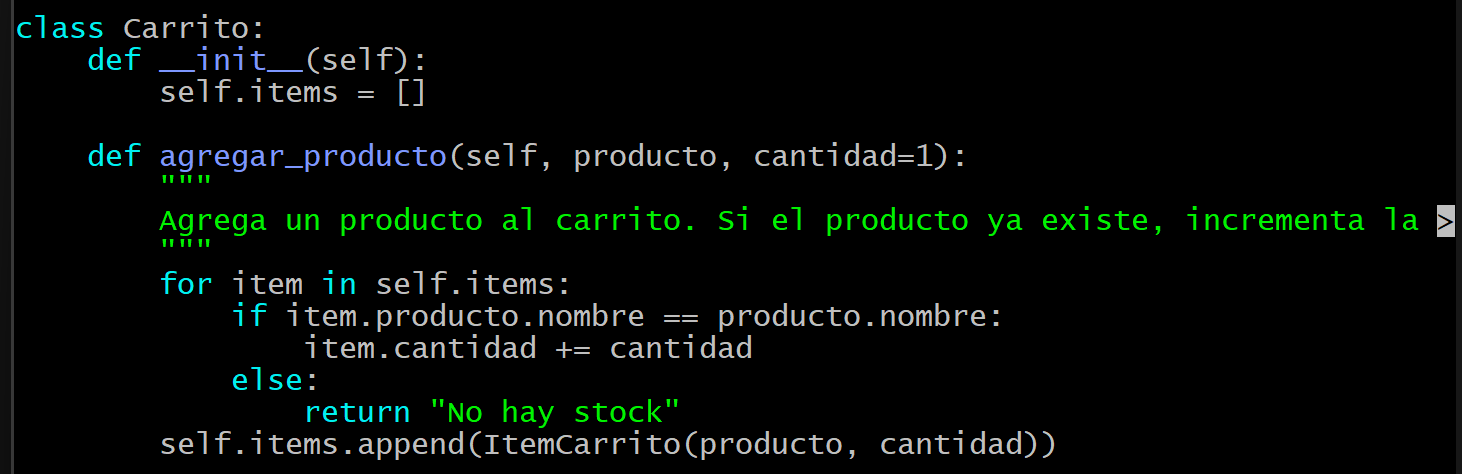 class Carrito:
    def __init__(self):
        self.items = []

    def agregar_producto(self, producto, cantidad=1):
        """
        Agrega un producto al carrito. Si el producto ya existe, incrementa la >
        """
        for item in self.items:
            if item.producto.nombre == producto.nombre:
                item.cantidad += cantidad
            else:
                return "No hay stock"
        self.items.append(ItemCarrito(producto, cantidad))